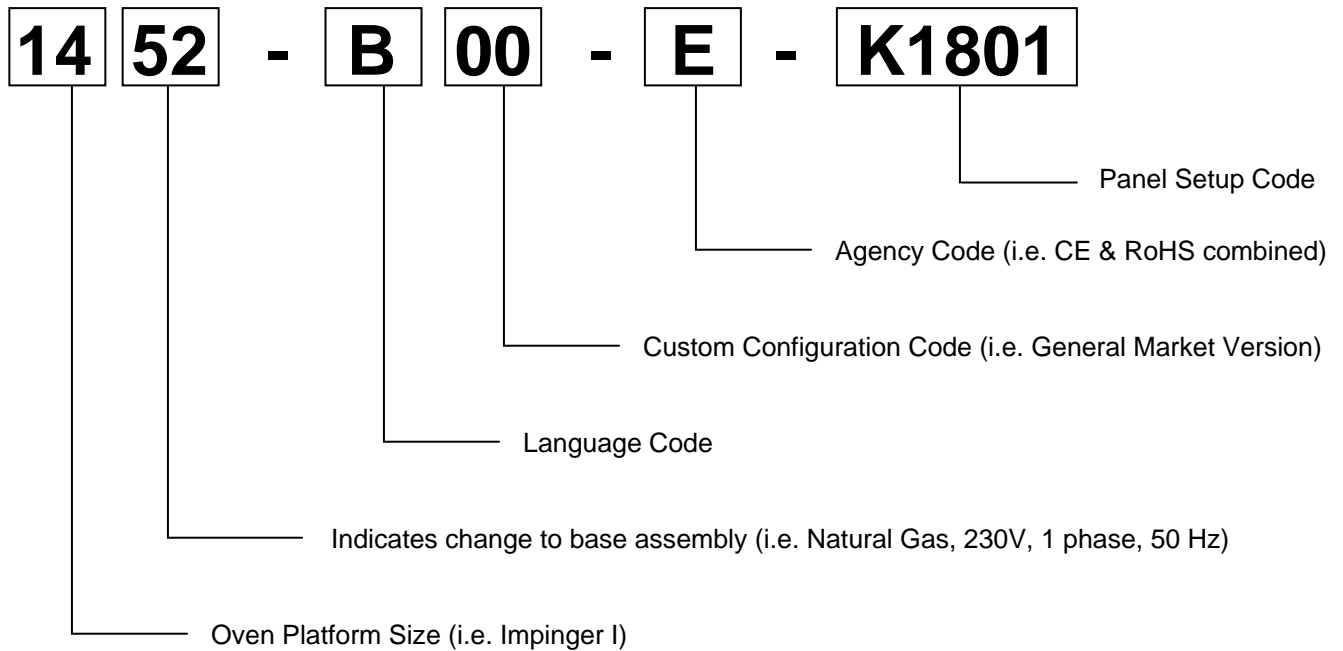 14 52 - B 00 - E - K1801
Panel Setup Code
Agency Code (i.e. CE & RoHS combined)
Custom Configuration Code (i.e. General Market Version)
Language Code
Indicates change to base assembly (i.e. Natural Gas, 230V, 1 phase, 50 Hz)
Oven Platform Size (i.e. Impinger I)